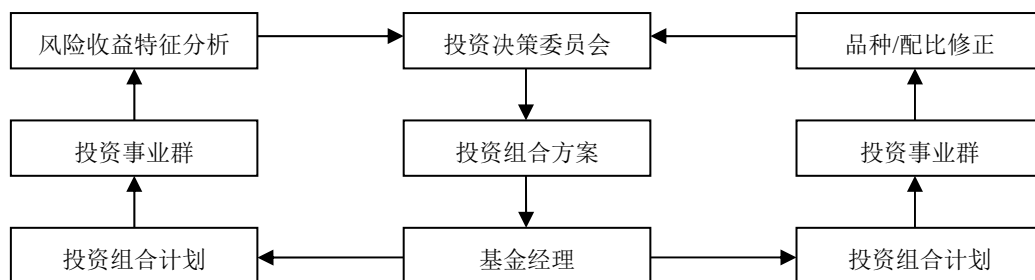 风险收益特征分析
投资决策委员会
品种/配比修正
投资事业群
投资组合方案
投资事业群
投资组合计划
基金经理
投资组合计划